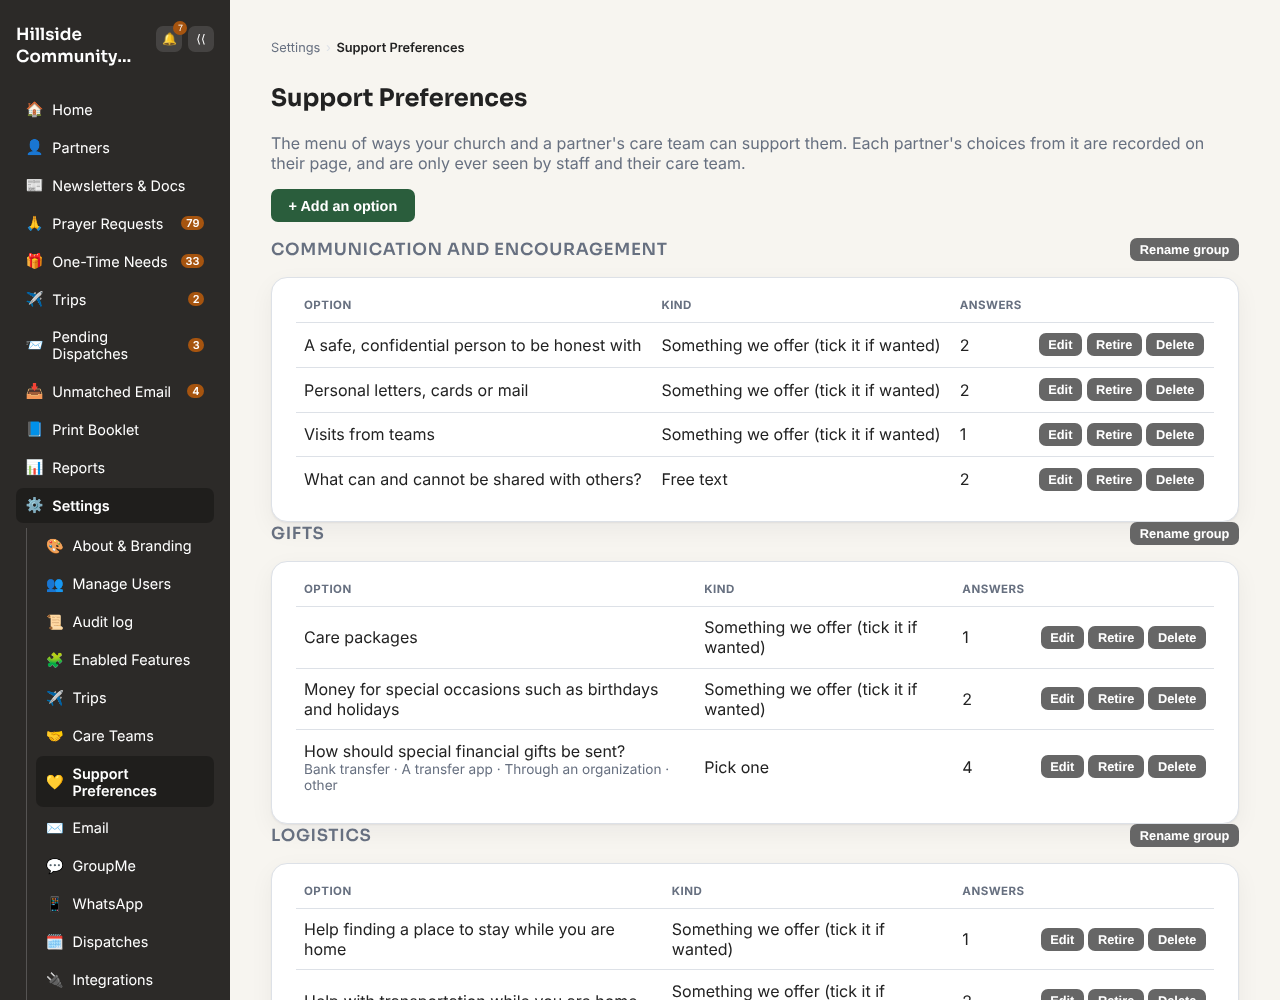 Hillside
Community...
7
⟨⟨
Home
Partners
Newsletters & Docs
Prayer Requests 79
One-Time Needs 33
Trips 2
Pending
Dispatches 3
Unmatched Email 4
Print Booklet
Reports
Settings
About & Branding
Manage Users
Audit log
Enabled Features
Trips
Care Teams
Support
Preferences
Email
GroupMe
WhatsApp
Dispatches
Integrations
Settings › Support Preferences
Support Preferences
The menu of ways your church and a partner's care team can support them. Each partner's choices from it are recorded on
their page, and are only ever seen by staff and their care team.
+ Add an option
COMMUNICATION AND ENCOURAGEMENT Rename group
OPTION KIND ANSWERS
A safe, confidential person to be honest with Something we offer (tick it if wanted) 2 Edit Retire Delete
Personal letters, cards or mail Something we offer (tick it if wanted) 2 Edit Retire Delete
Visits from teams Something we offer (tick it if wanted) 1 Edit Retire Delete
What can and cannot be shared with others? Free text 2 Edit Retire Delete
GIFTS Rename group
OPTION KIND ANSWERS
Care packages Something we offer (tick it if
wanted) 1 Edit Retire Delete
Money for special occasions such as birthdays
and holidays Something we offer (tick it if
wanted) 2 Edit Retire Delete
How should special financial gifts be sent?
Bank transfer · A transfer app · Through an organization ·
other Pick one 4 Edit Retire Delete
LOGISTICS Rename group
OPTION KIND ANSWERS
Help finding a place to stay while you are
home Something we offer (tick it if
wanted) 1 Edit Retire Delete
Help with transportation while you are home Something we offer (tick it if
Edit Retire Delete